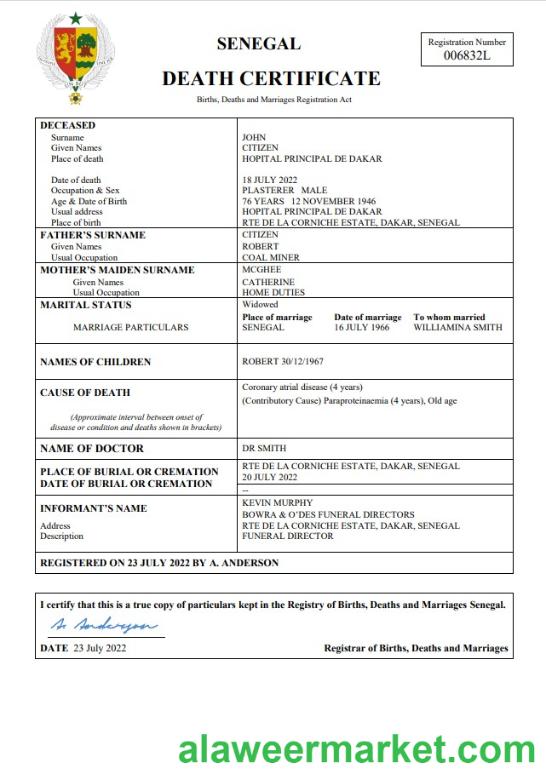 SENEGAL
DEATH CERTIFICATE
Births, Deaths and Marriages Registration Act
Registration Number
006832L
DECEASED
Surname JOHN
Given Names CITIZEN
Place of death HOPITAL PRINCIPAL DE DAKAR
Date of death 18 JULY 2022
Occupation & Sex PLASTERER MALE
Age & Date of Birth 76 YEARS 12 NOVEMBER 1946
Usual address HOPITAL PRINCIPAL DE DAKAR
Place of birth RTE DE LA CORNICHE ESTATE, DAKAR, SENEGAL
FATHER'S SURNAME CITIZEN
Given Names ROBERT
Usual Occupation COAL MINER
MOTHER'S MAIDEN SURNAME MCGHEE
Given Names CATHERINE
Usual Occupation HOME DUTIES
MARITAL STATUS Widowed
Place of marriage Date of marriage To whom married
MARRIAGE PARTICULARS SENEGAL 16 JULY 1966 WILLIAMINA SMITH
NAMES OF CHILDREN ROBERT 30/12/1967
CAUSE OF DEATH Coronary atrial disease (4 years)
(Contributory Cause) Paraproteinaemia (4 years), Old age
(Approximate interval between onset of
disease or condition and deaths shown in brackets)
NAME OF DOCTOR DR SMITH
PLACE OF BURIAL OR CREMATION RTE DE LA CORNICHE ESTATE, DAKAR, SENEGAL
DATE OF BURIAL OR CREMATION 20 JULY 2022
--
INFORMANT'S NAME KEVIN MURPHY
BOWRA & O'DES FUNERAL DIRECTORS
Address RTE DE LA CORNICHE ESTATE, DAKAR, SENEGAL
Description FUNERAL DIRECTOR
REGISTERED ON 23 JULY 2022 BY A. ANDERSON
I certify that this is a true copy of particulars kept in the Registry of Births, Deaths and Marriages Senegal.
A. Anderson
DATE 23 July 2022 Registrar of Births, Deaths and Marriages
alaweermarket.com